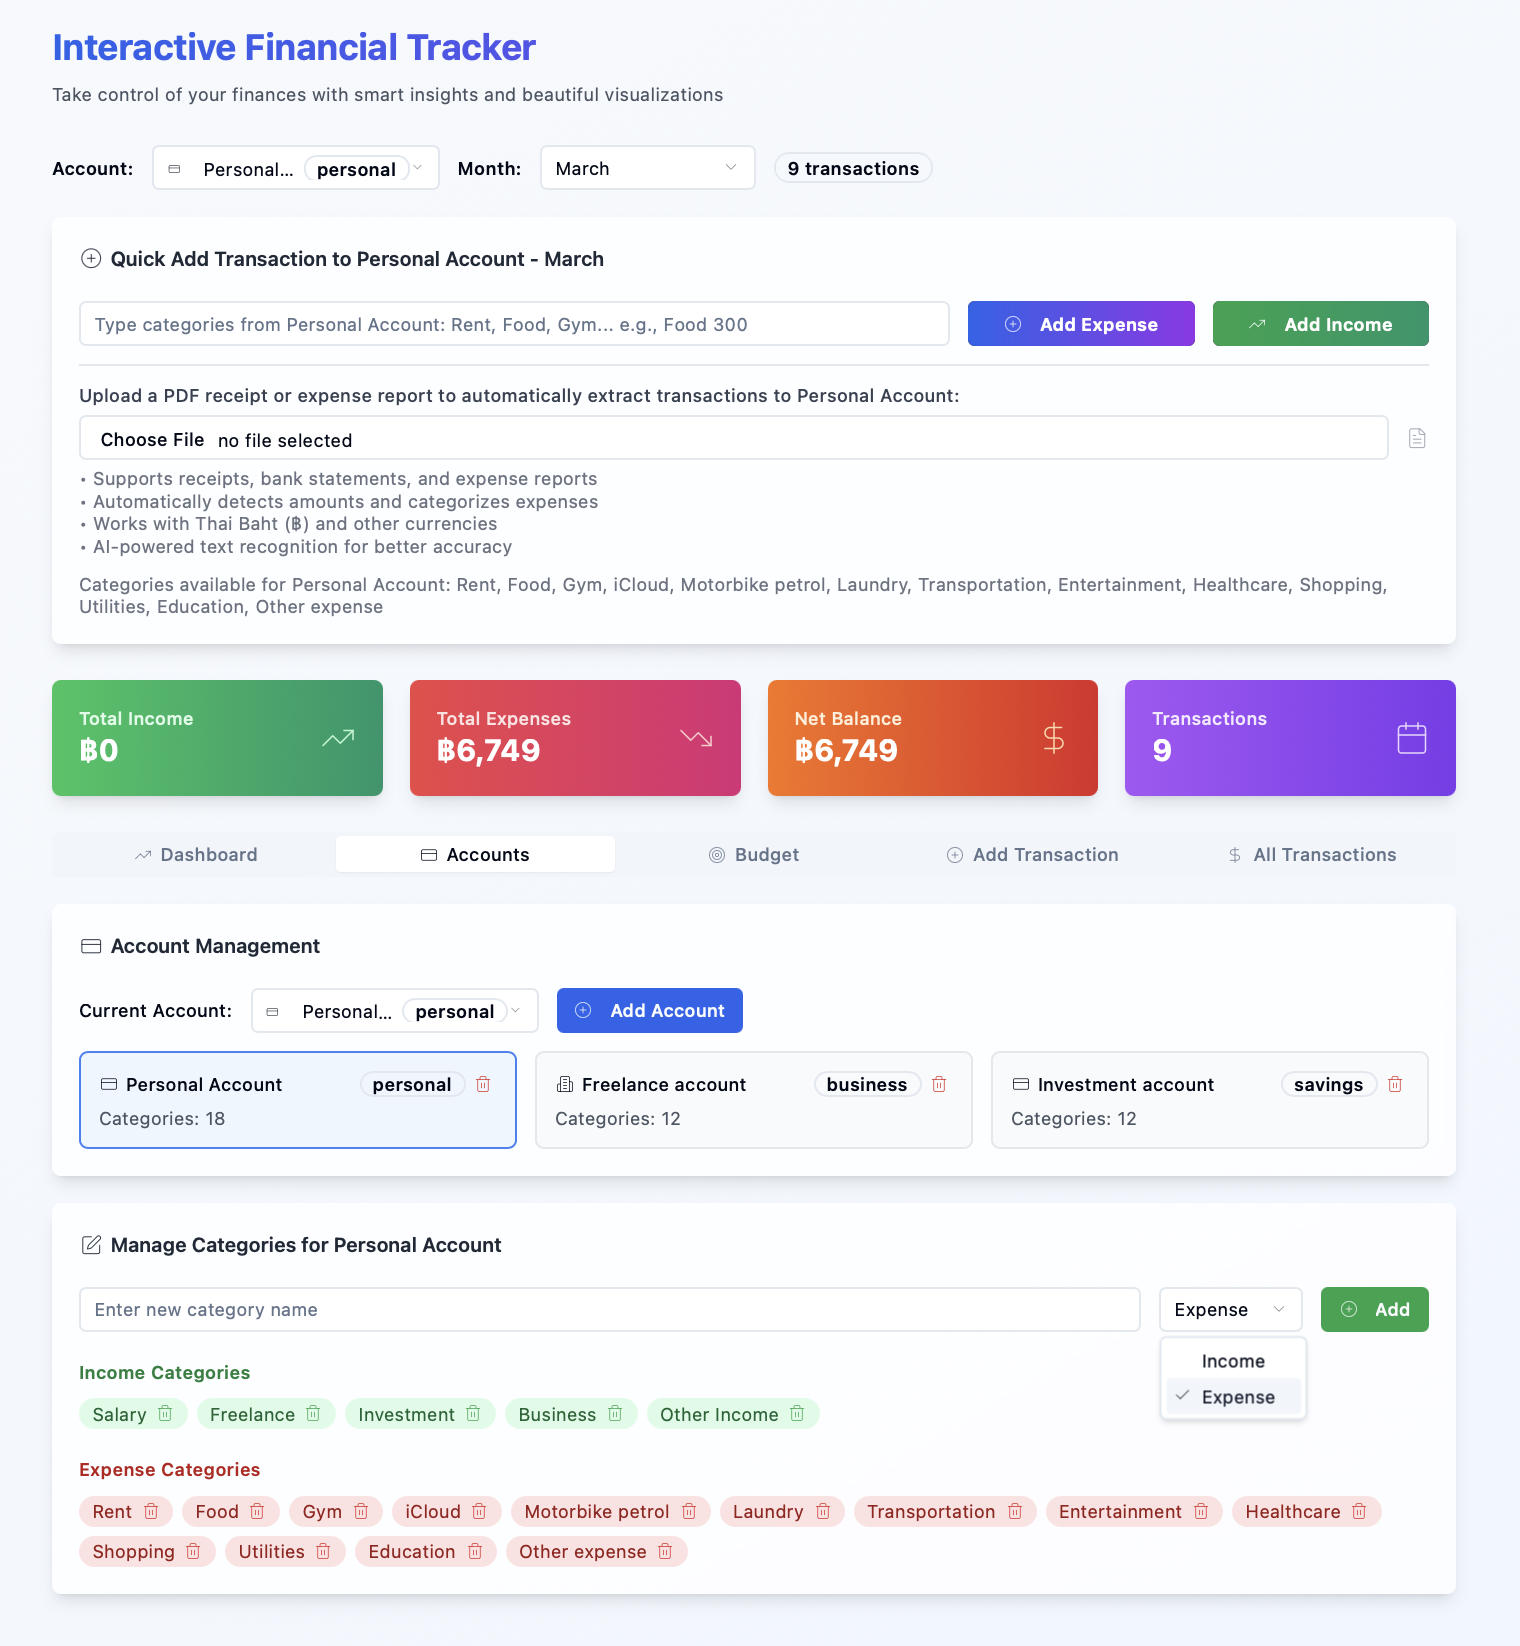 Interactive Financial Tracker
Take control of your finances with smart insights and beautiful visualizations
Account: Personal... personal Month: March 9 transactions
Quick Add Transaction to Personal Account - March
Type categories from Personal Account: Rent, Food, Gym... e.g., Food 300 Add Expense Add Income
Upload a PDF receipt or expense report to automatically extract transactions to Personal Account:
Choose File no file selected
• Supports receipts, bank statements, and expense reports
• Automatically detects amounts and categorizes expenses
• Works with Thai Baht (฿) and other currencies
• AI-powered text recognition for better accuracy
Categories available for Personal Account: Rent, Food, Gym, iCloud, Motorbike petrol, Laundry, Transportation, Entertainment, Healthcare, Shopping,
Utilities, Education, Other expense
Total Income
฿0
Total Expenses
฿6,749
Net Balance
฿6,749
Transactions
9
Dashboard Accounts Budget Add Transaction $ All Transactions
Account Management
Current Account: Personal... personal Add Account
Personal Account personal
Categories: 18
Freelance account business
Categories: 12
Investment account savings
Categories: 12
Manage Categories for Personal Account
Enter new category name Expense Add
Income
Expense
Income Categories
Salary Freelance Investment Business Other Income
Expense Categories
Rent Food Gym iCloud Motorbike petrol Laundry Transportation Entertainment Healthcare
Shopping Utilities Education Other expense